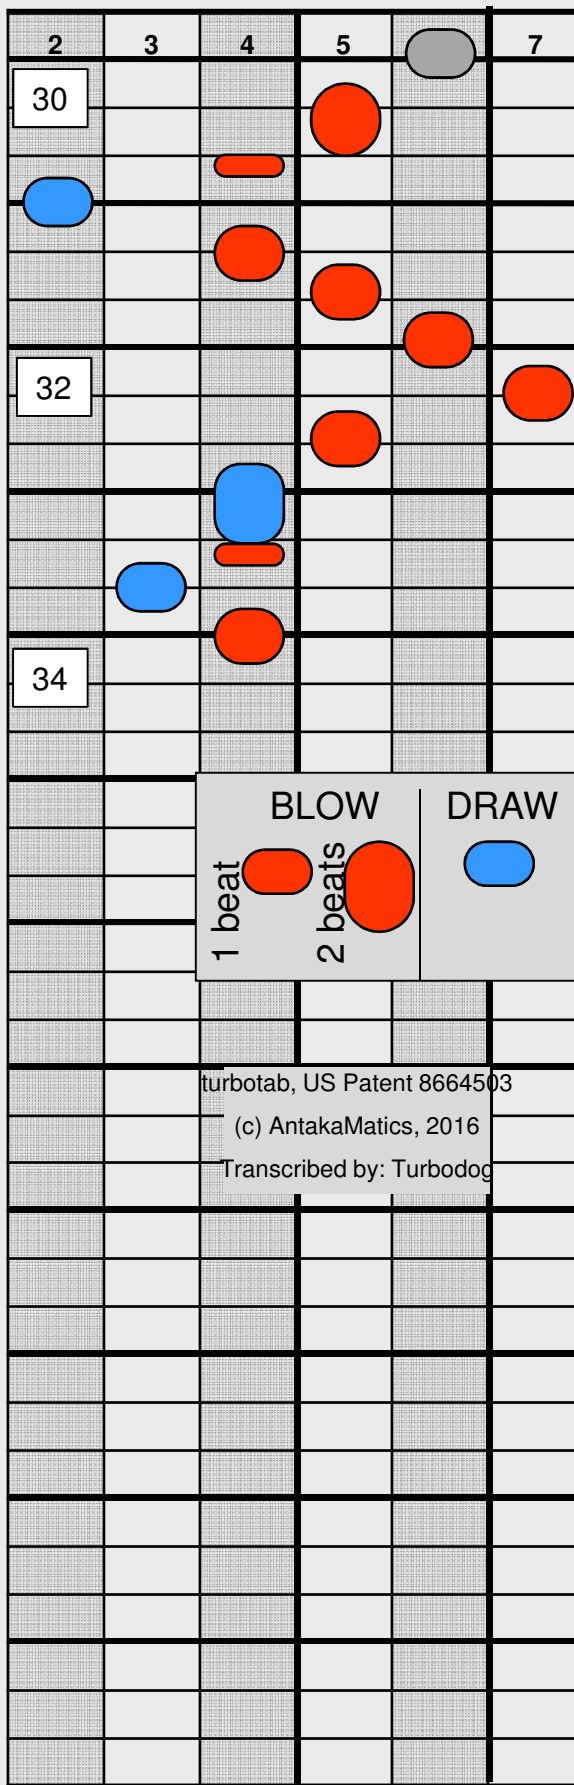 2 3 4 5 7
30
32
34
BLOW DRAW
1 beat
2 beats
turbotab, US Patent 8664503
(c) AntakaMatics, 2016
Transcribed by: Turbodog